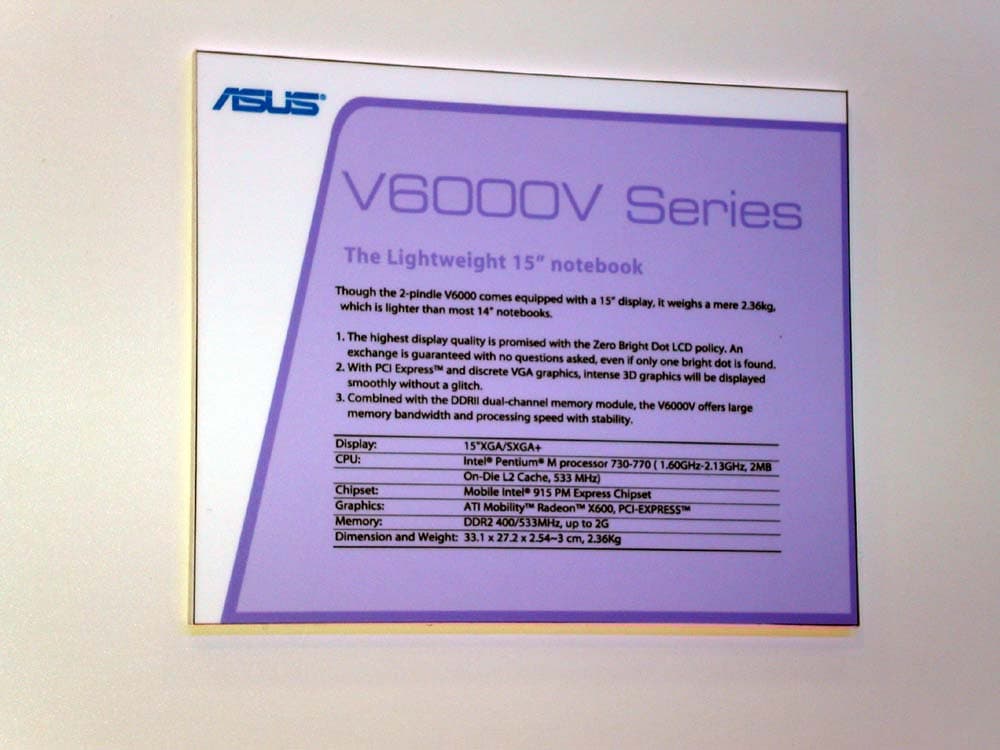 ASUS®
V6000V Series
The Lightweight 15" notebook
Though the 2-pindle V6000 comes equipped with a 15" display, it weighs a mere 2.36kg,
which is lighter than most 14" notebooks.
1. The highest display quality is promised with the Zero Bright Dot LCD policy. An
exchange is guaranteed with no questions asked, even if only one bright dot is found.
2. With PCI Express™ and discrete VGA graphics, intense 3D graphics will be displayed
smoothly without a glitch.
3. Combined with the DDRII dual-channel memory module, the V6000V offers large
memory bandwidth and processing speed with stability.
Display: 15"XGA/SXGA+
CPU: Intel® Pentium® M processor 730-770 ( 1.60GHz-2.13GHz, 2MB
On-Die L2 Cache, 533 MHz)
Chipset: Mobile Intel® 915 PM Express Chipset
Graphics: ATI Mobility™ Radeon™ X600, PCI-EXPRESS™
Memory: DDR2 400/533MHz, up to 2G
Dimension and Weight: 33.1 x 27.2 x 2.54~3 cm, 2.36Kg